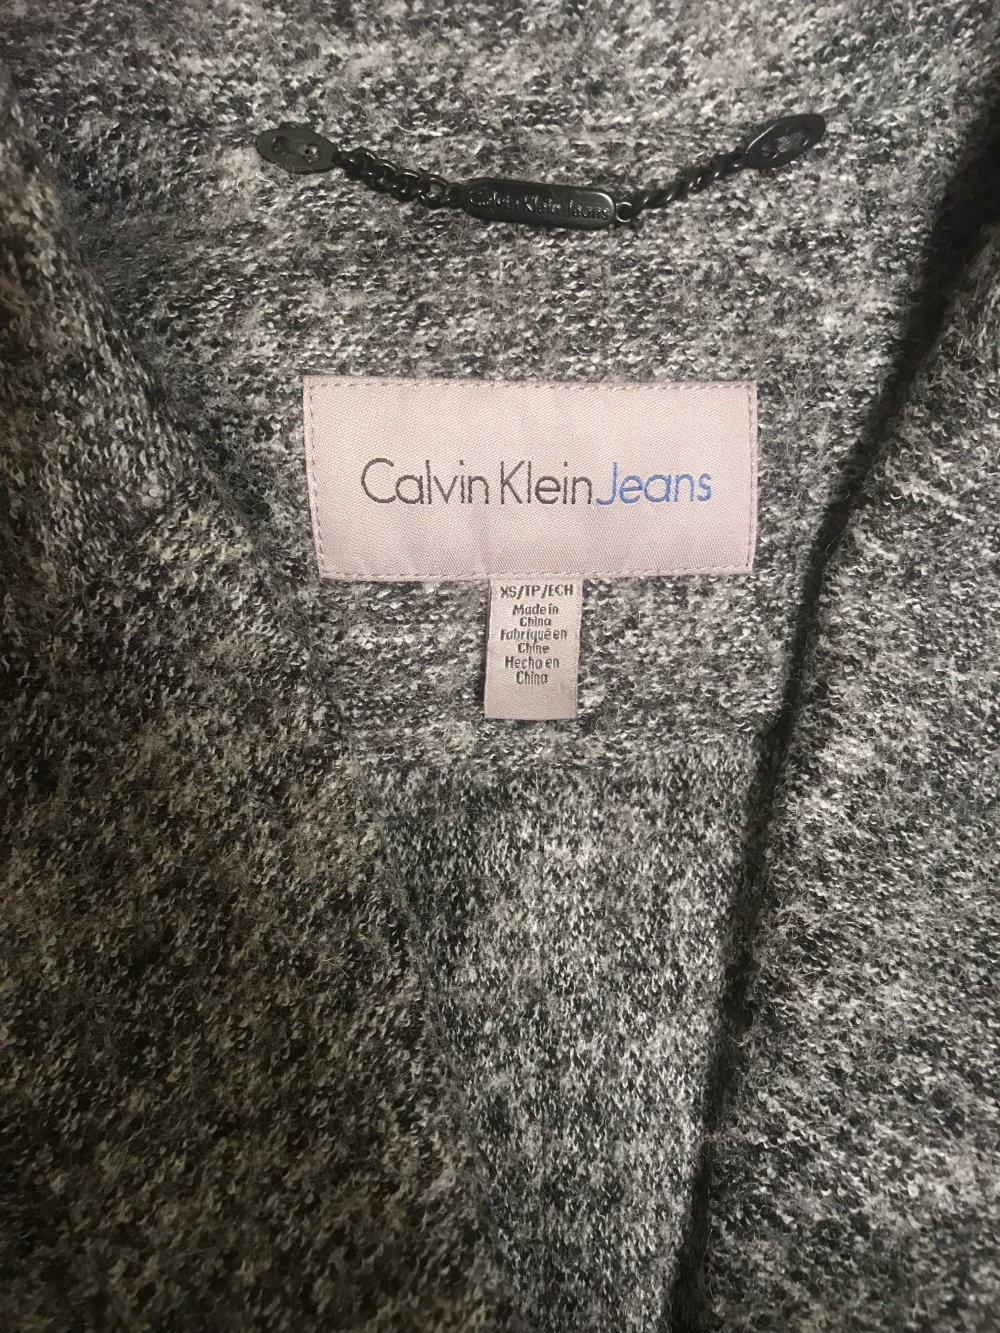 Calvin Klein Jeans
Calvin Klein Jeans
XS/TP/ECH
Made in
China
Fabriqué en
Chine
Hecho en
China